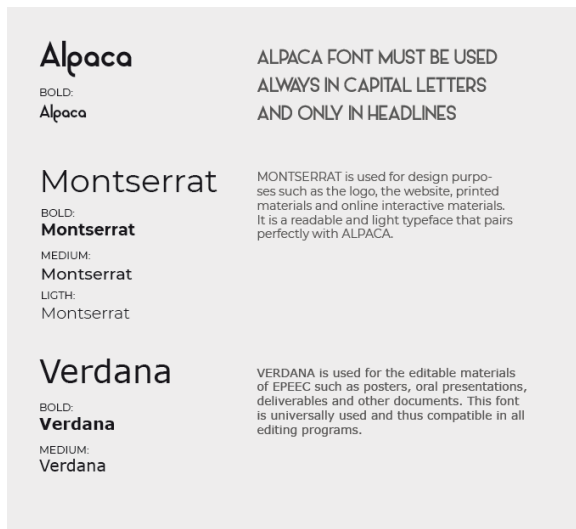 Alpaca
BOLD:
Alpaca
ALPACA FONT MUST BE USED
ALWAYS IN CAPITAL LETTERS
AND ONLY IN HEADLINES
Montserrat
BOLD:
Montserrat
MEDIUM:
Montserrat
LIGTH:
Montserrat
MONTSERRAT is used for design purpo-
ses such as the logo, the website, printed
materials and online interactive materials.
It is a readable and light typeface that pairs
perfectly with ALPACA.
Verdana
BOLD:
Verdana
MEDIUM:
Verdana
VERDANA is used for the editable materials
of EPEEC such as posters, oral presentations,
deliverables and other documents. This font
is universally used and thus compatible in all
editing programs.